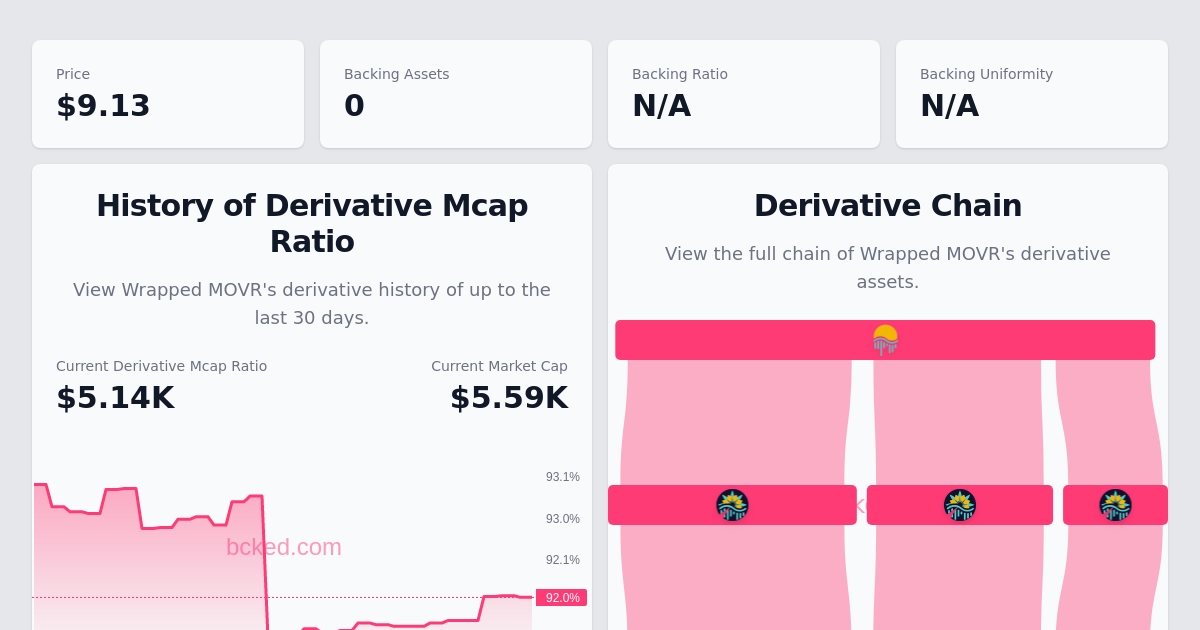 Price
$9.13
Backing Assets
0
Backing Ratio
N/A
Backing Uniformity
N/A
History of Derivative Mcap
Ratio
View Wrapped MOVR's derivative history of up to the
last 30 days.
Current Derivative Mcap Ratio
$5.14K
Current Market Cap
$5.59K
93.1%
93.0%
92.1%
92.0%
bcked.com
Derivative Chain
View the full chain of Wrapped MOVR's derivative
assets.